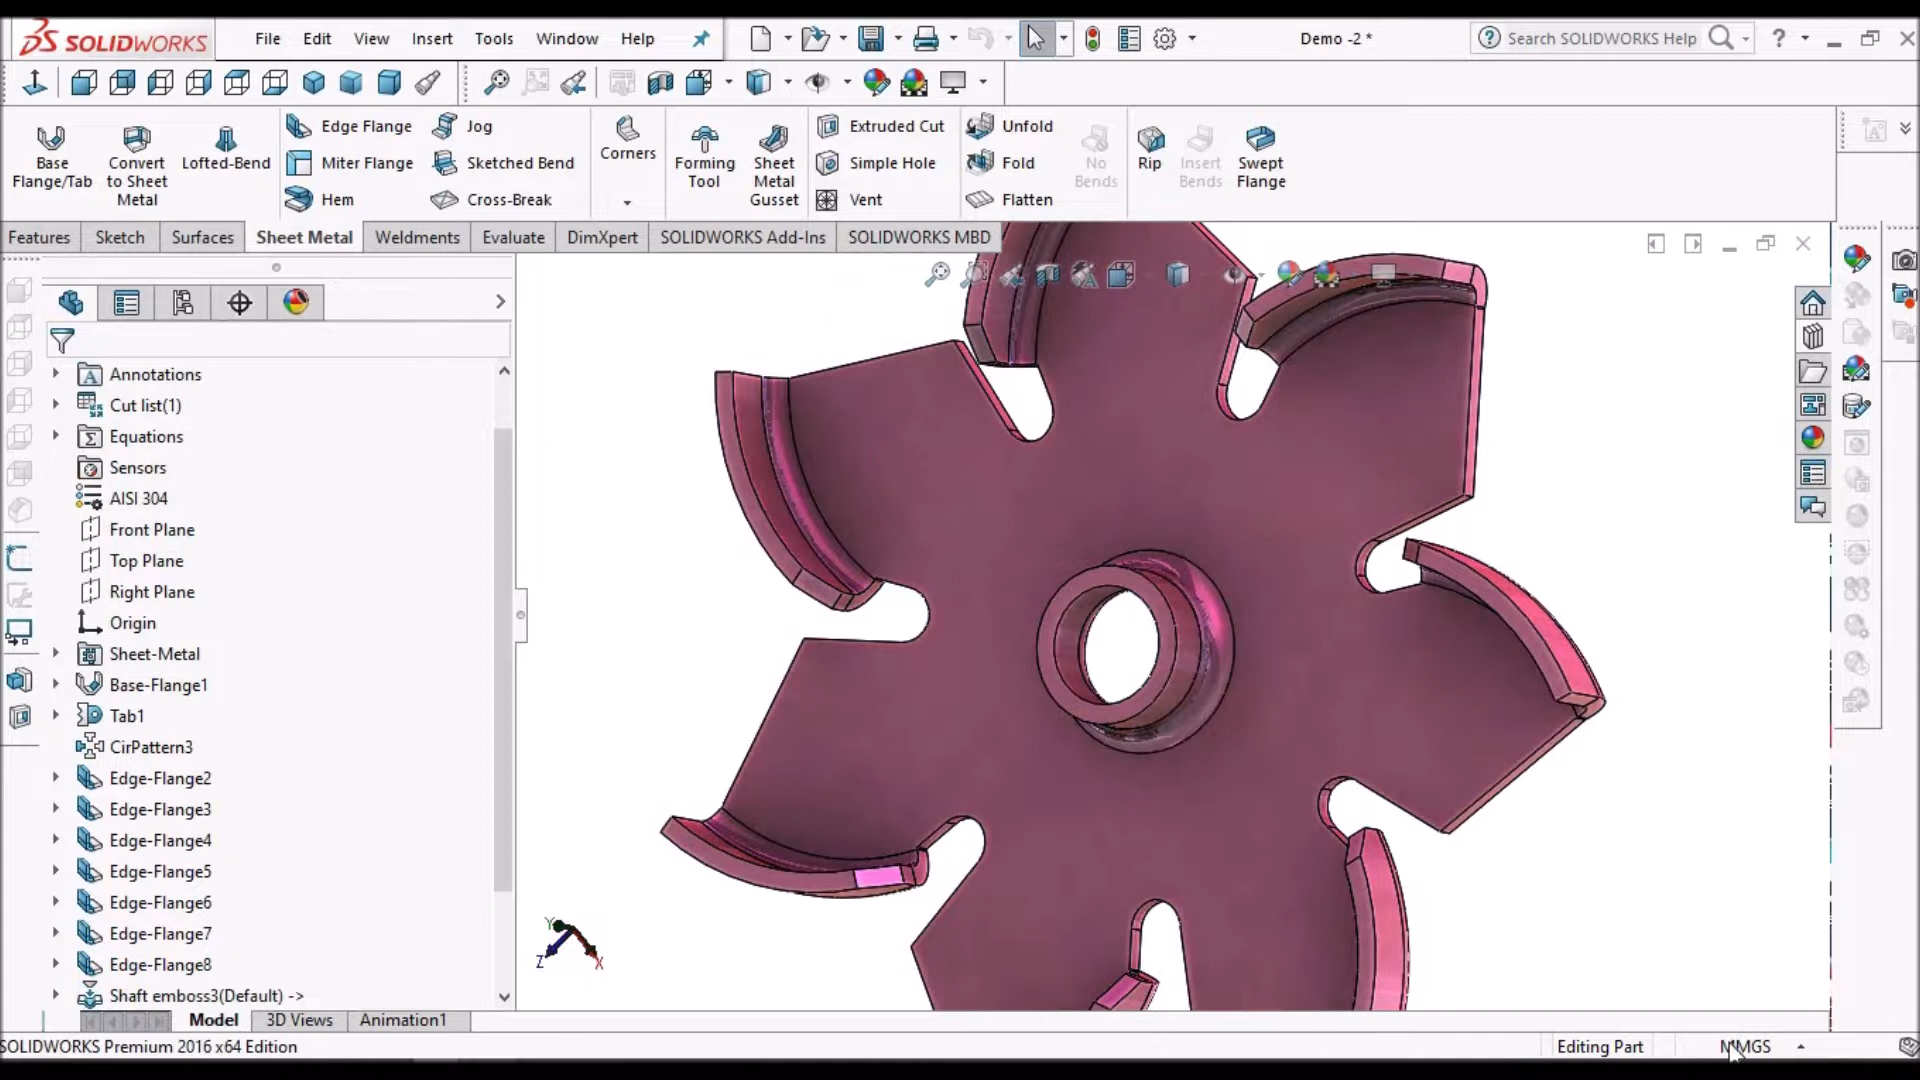 SOLIDWORKS File Edit View Insert Tools Window Help Demo -2 * Search SOLIDWORKS Help ?
Base Flange/Tab
Convert to Sheet Metal
Lofted-Bend
Edge Flange
Miter Flange
Hem
Jog
Sketched Bend
Cross-Break
Corners
Forming Tool
Sheet Metal Gusset
Extruded Cut
Simple Hole
Vent
Unfold
Fold
Flatten
No Bends
Rip
Insert Bends
Swept Flange
Features Sketch Surfaces Sheet Metal Weldments Evaluate DimXpert SOLIDWORKS Add-Ins SOLIDWORKS MBD
Annotations
Cut list(1)
Equations
Sensors
AISI 304
Front Plane
Top Plane
Right Plane
Origin
Sheet-Metal
Base-Flange1
Tab1
CirPattern3
Edge-Flange2
Edge-Flange3
Edge-Flange4
Edge-Flange5
Edge-Flange6
Edge-Flange7
Edge-Flange8
Shaft emboss3(Default) ->
Y
Z X
Model 3D Views Animation1
SOLIDWORKS Premium 2016 x64 Edition Editing Part MMGS